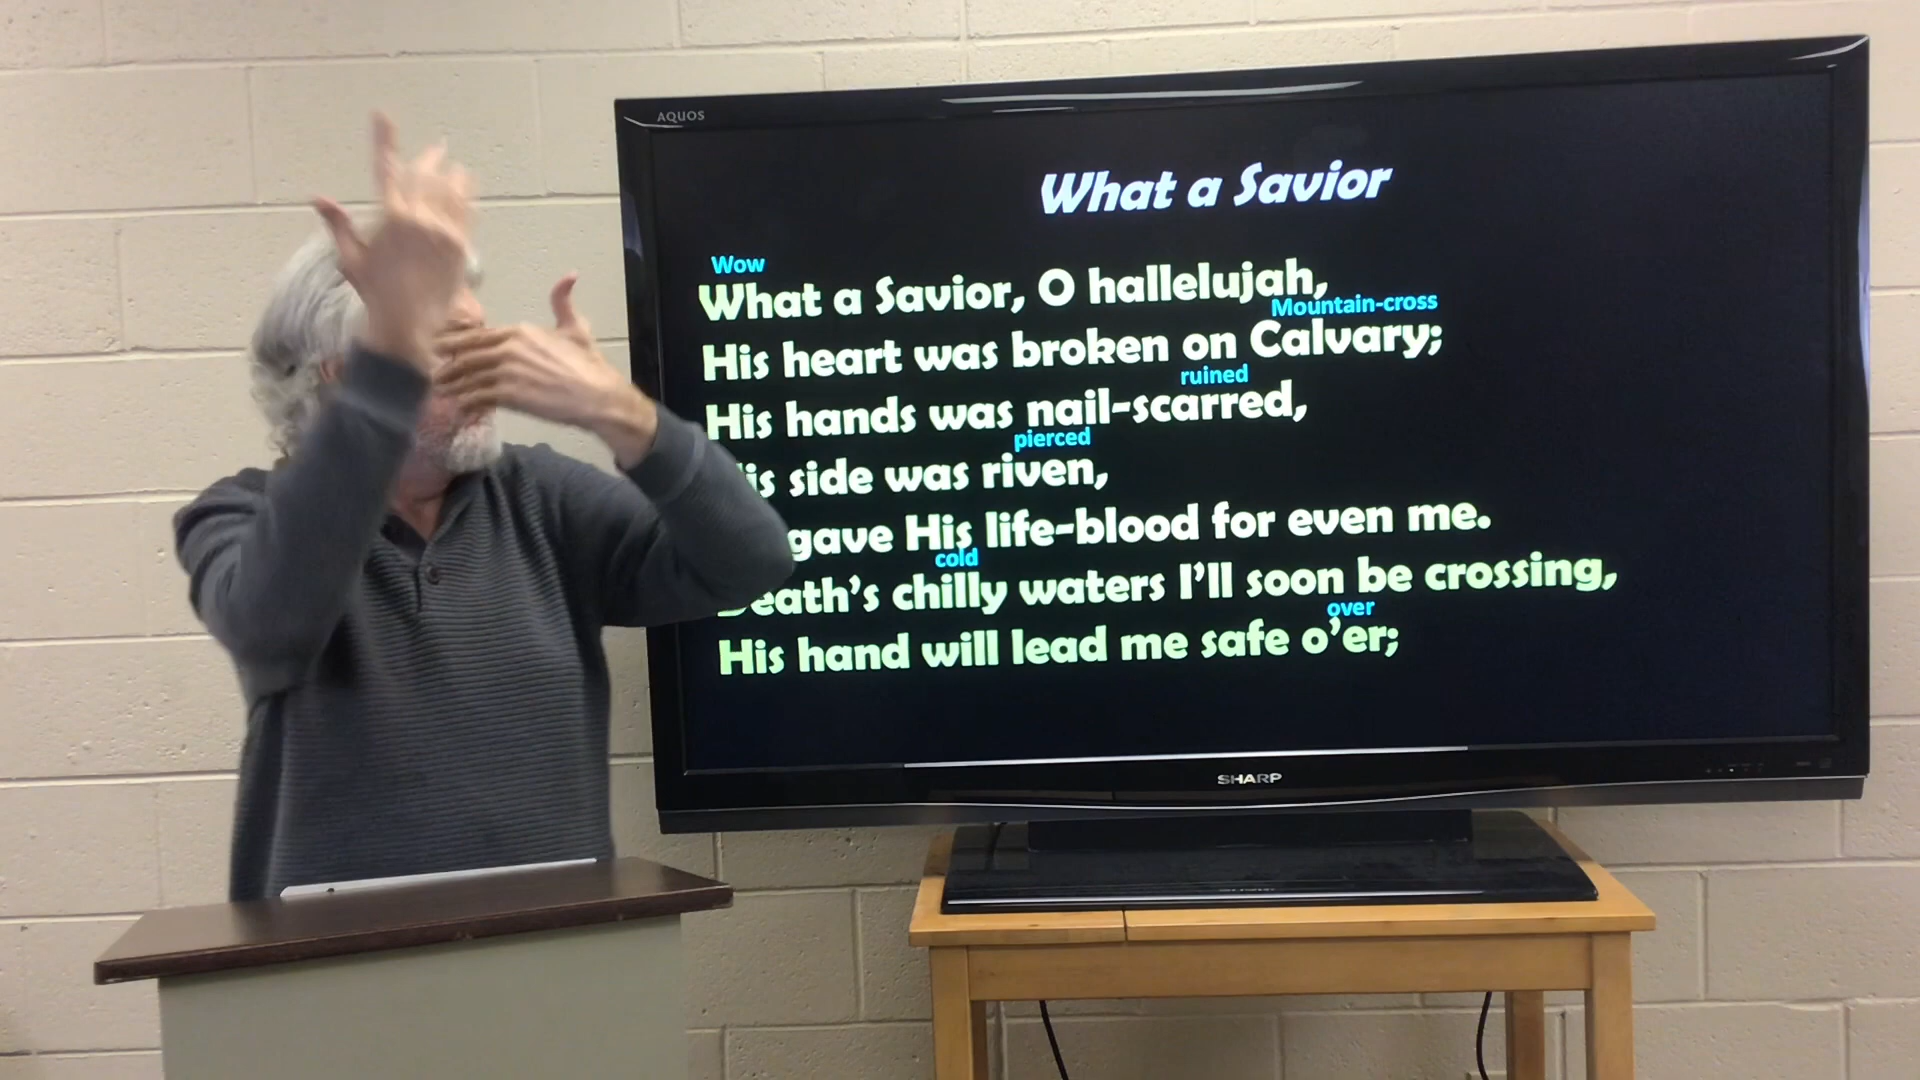 AQUOS
What a Savior
Wow
What a Savior, O hallelujah,
Mountain-cross
His heart was broken on Calvary;
ruined
His hands was nail-scarred,
pierced
is side was riven,
gave His life-blood for even me.
cold
Death's chilly waters I'll soon be crossing,
over
His hand will lead me safe o'er;
SHARP